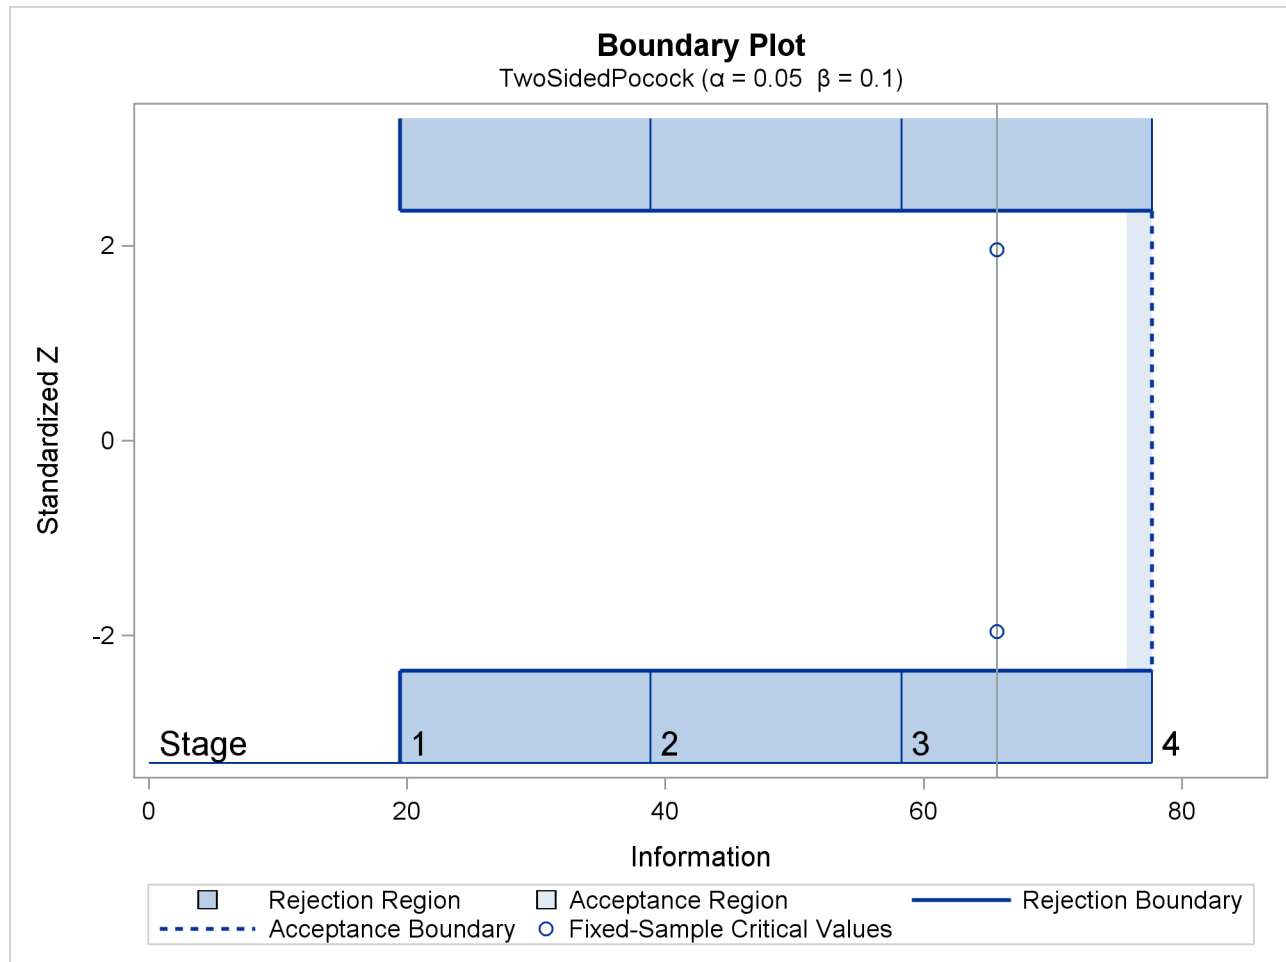 Boundary Plot
TwoSidedPocock (α = 0.05 β = 0.1)
Standardized Z
2
0
-2
Stage 1 2 3 4
0 20 40 60 80
Information
Rejection Region Acceptance Region Rejection Boundary
Acceptance Boundary Fixed-Sample Critical Values